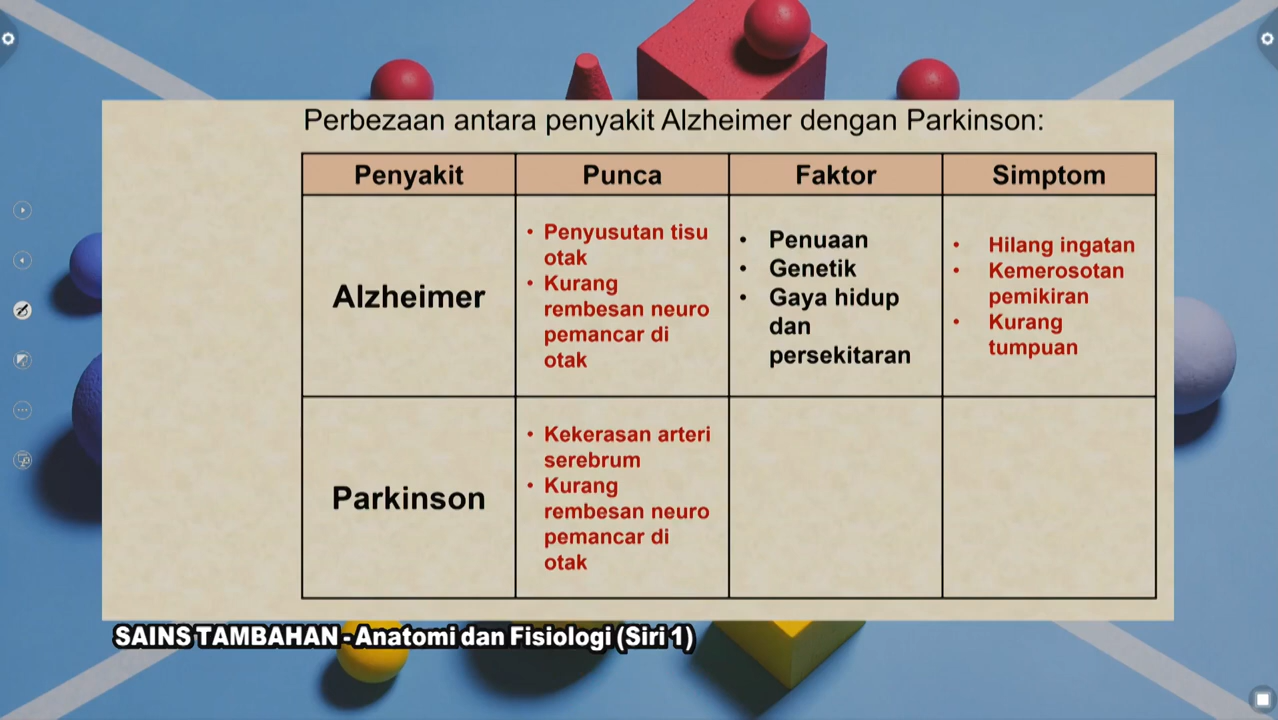 Perbezaan antara penyakit Alzheimer dengan Parkinson:
Penyakit Punca Faktor Simptom
Alzheimer
• Penyusutan tisu
otak
• Kurang
rembesan neuro
pemancar di
otak
• Penuaan
• Genetik
• Gaya hidup
dan
persekitaran
• Hilang ingatan
• Kemerosotan
pemikiran
• Kurang
tumpuan
Parkinson
• Kekerasan arteri
serebrum
• Kurang
rembesan neuro
pemancar di
otak
SAINS TAMBAHAN - Anatomi dan Fisiologi (Siri 1)